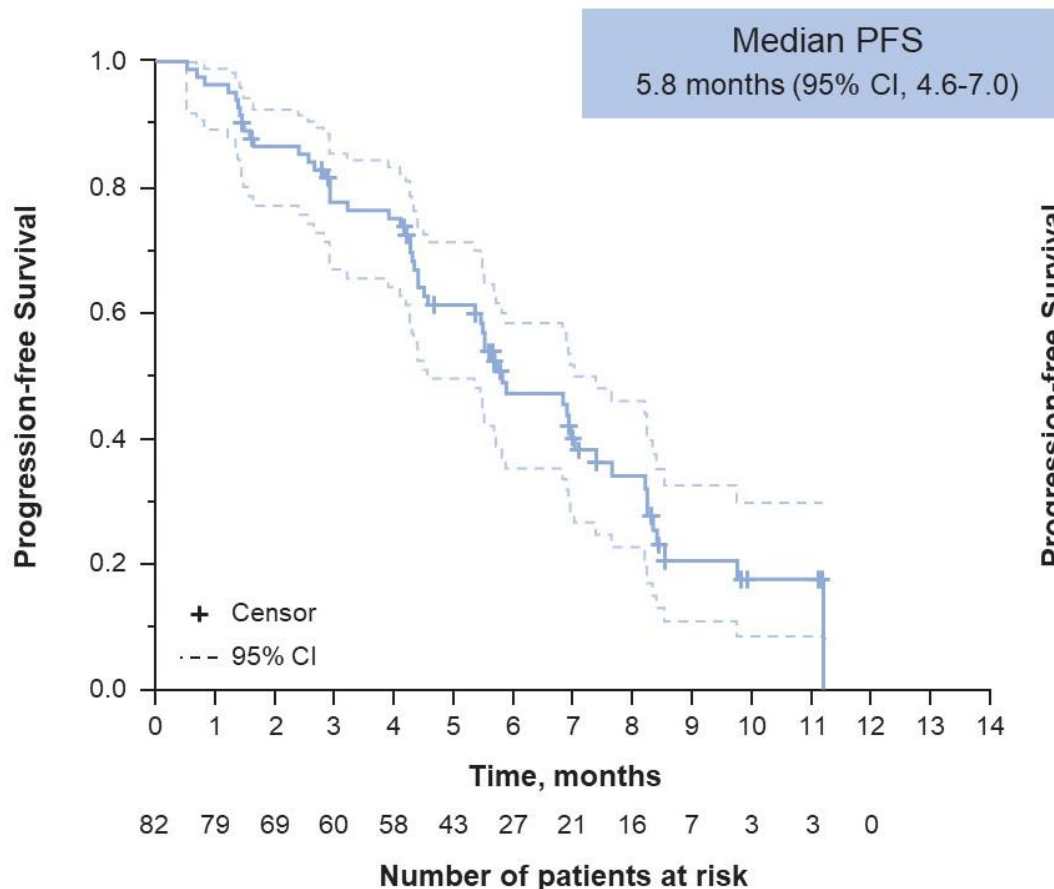 Median PFS
5.8 months (95% CI, 4.6-7.0)
1.0
0.8
0.6
0.4
0.2
0.0
Progression-free Survival
Censor
95% CI
0 1 2 3 4 5 6 7 8 9 10 11 12 13 14
Time, months
82 79 69 60 58 43 27 21 16 7 3 3 0
Number of patients at risk
Progression-free Survival